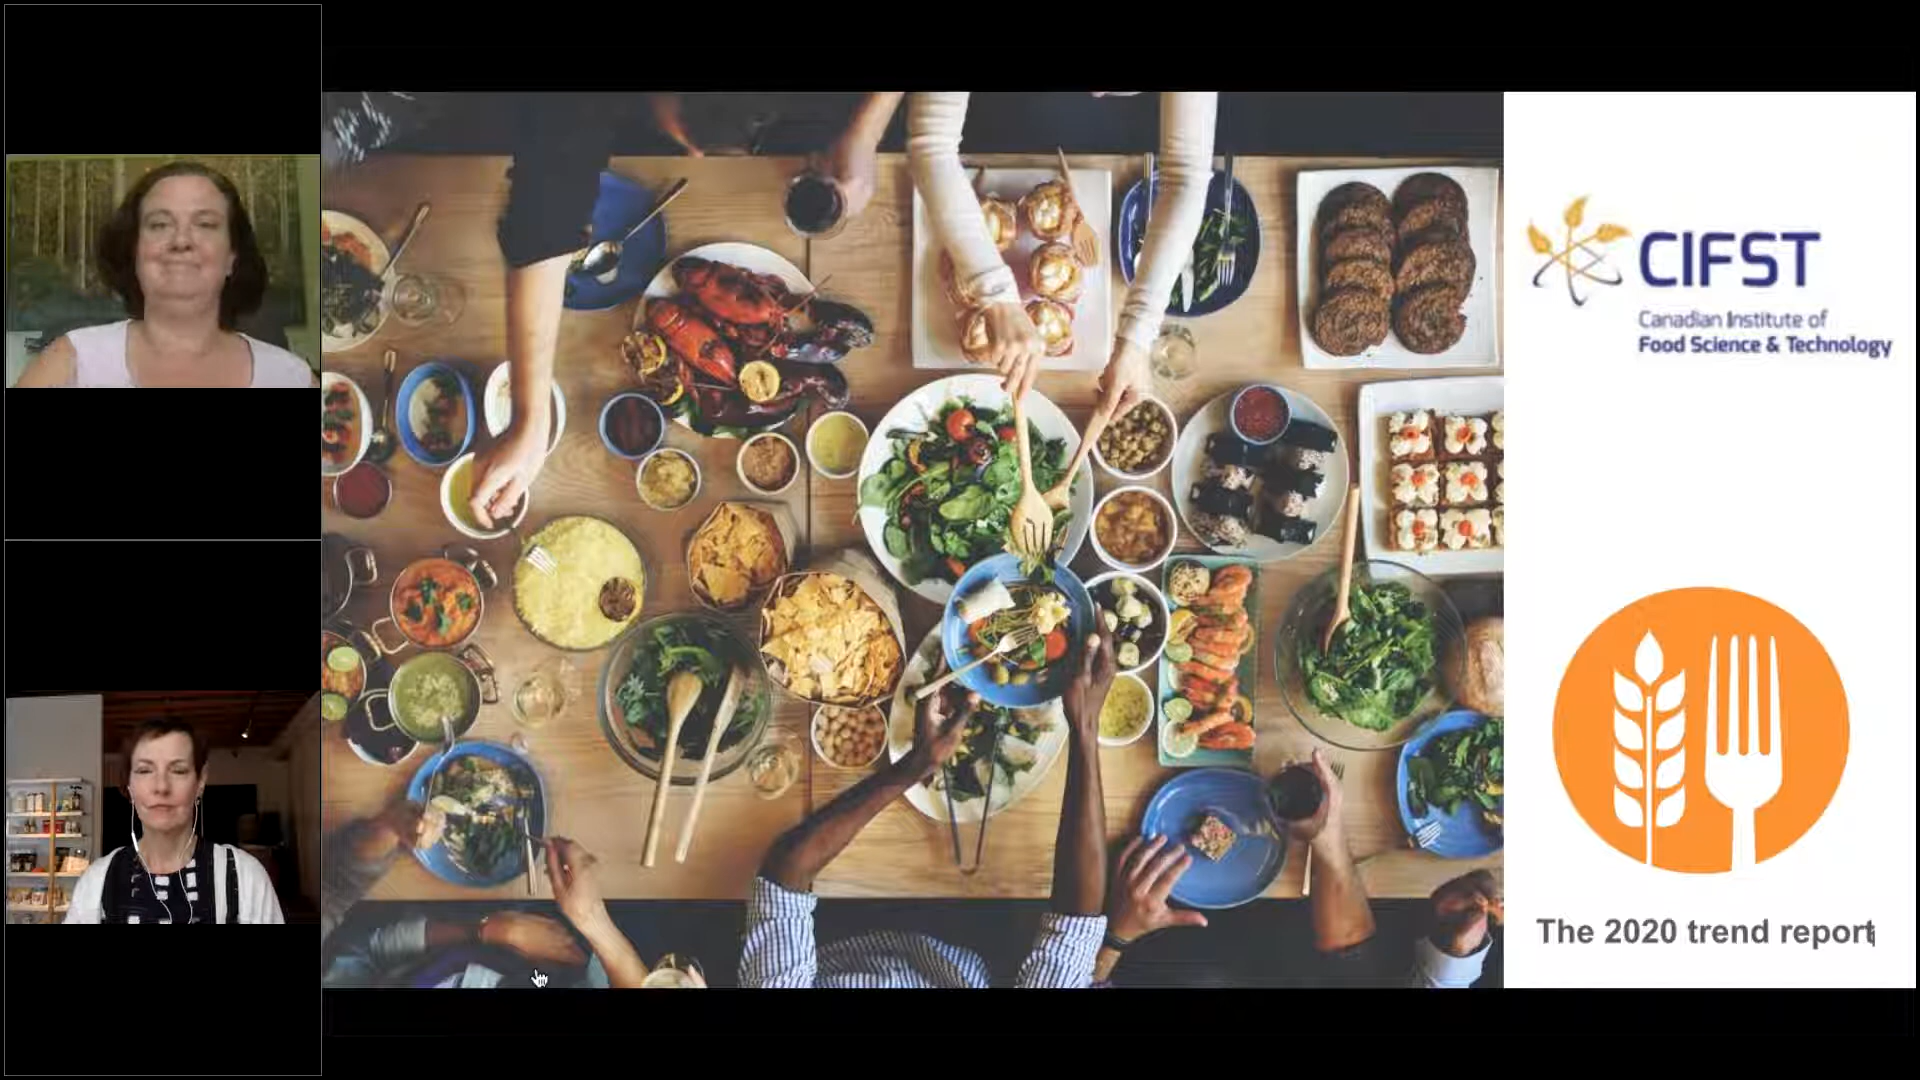 CIFST
Canadian Institute of
Food Science & Technology
The 2020 trend report